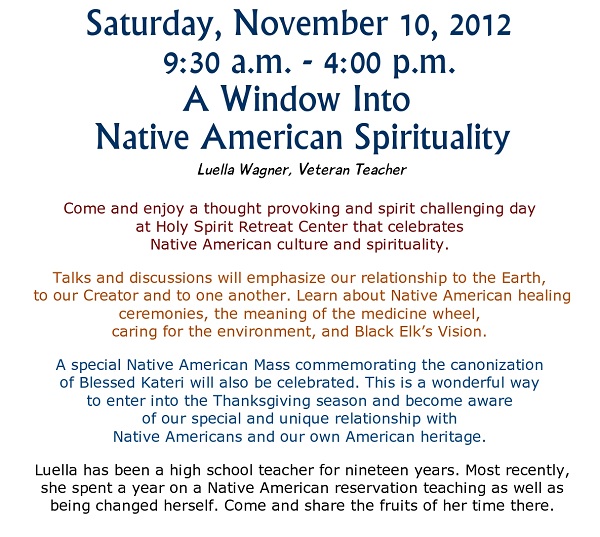 Saturday, November 10, 2012
9:30 a.m. - 4:00 p.m.
A Window Into
Native American Spirituality
Luella Wagner, Veteran Teacher
Come and enjoy a thought provoking and spirit challenging day
at Holy Spirit Retreat Center that celebrates
Native American culture and spirituality.
Talks and discussions will emphasize our relationship to the Earth,
to our Creator and to one another. Learn about Native American healing
ceremonies, the meaning of the medicine wheel,
caring for the environment, and Black Elk’s Vision.
A special Native American Mass commemorating the canonization
of Blessed Kateri will also be celebrated. This is a wonderful way
to enter into the Thanksgiving season and become aware
of our special and unique relationship with
Native Americans and our own American heritage.
Luella has been a high school teacher for nineteen years. Most recently,
she spent a year on a Native American reservation teaching as well as
being changed herself. Come and share the fruits of her time there.